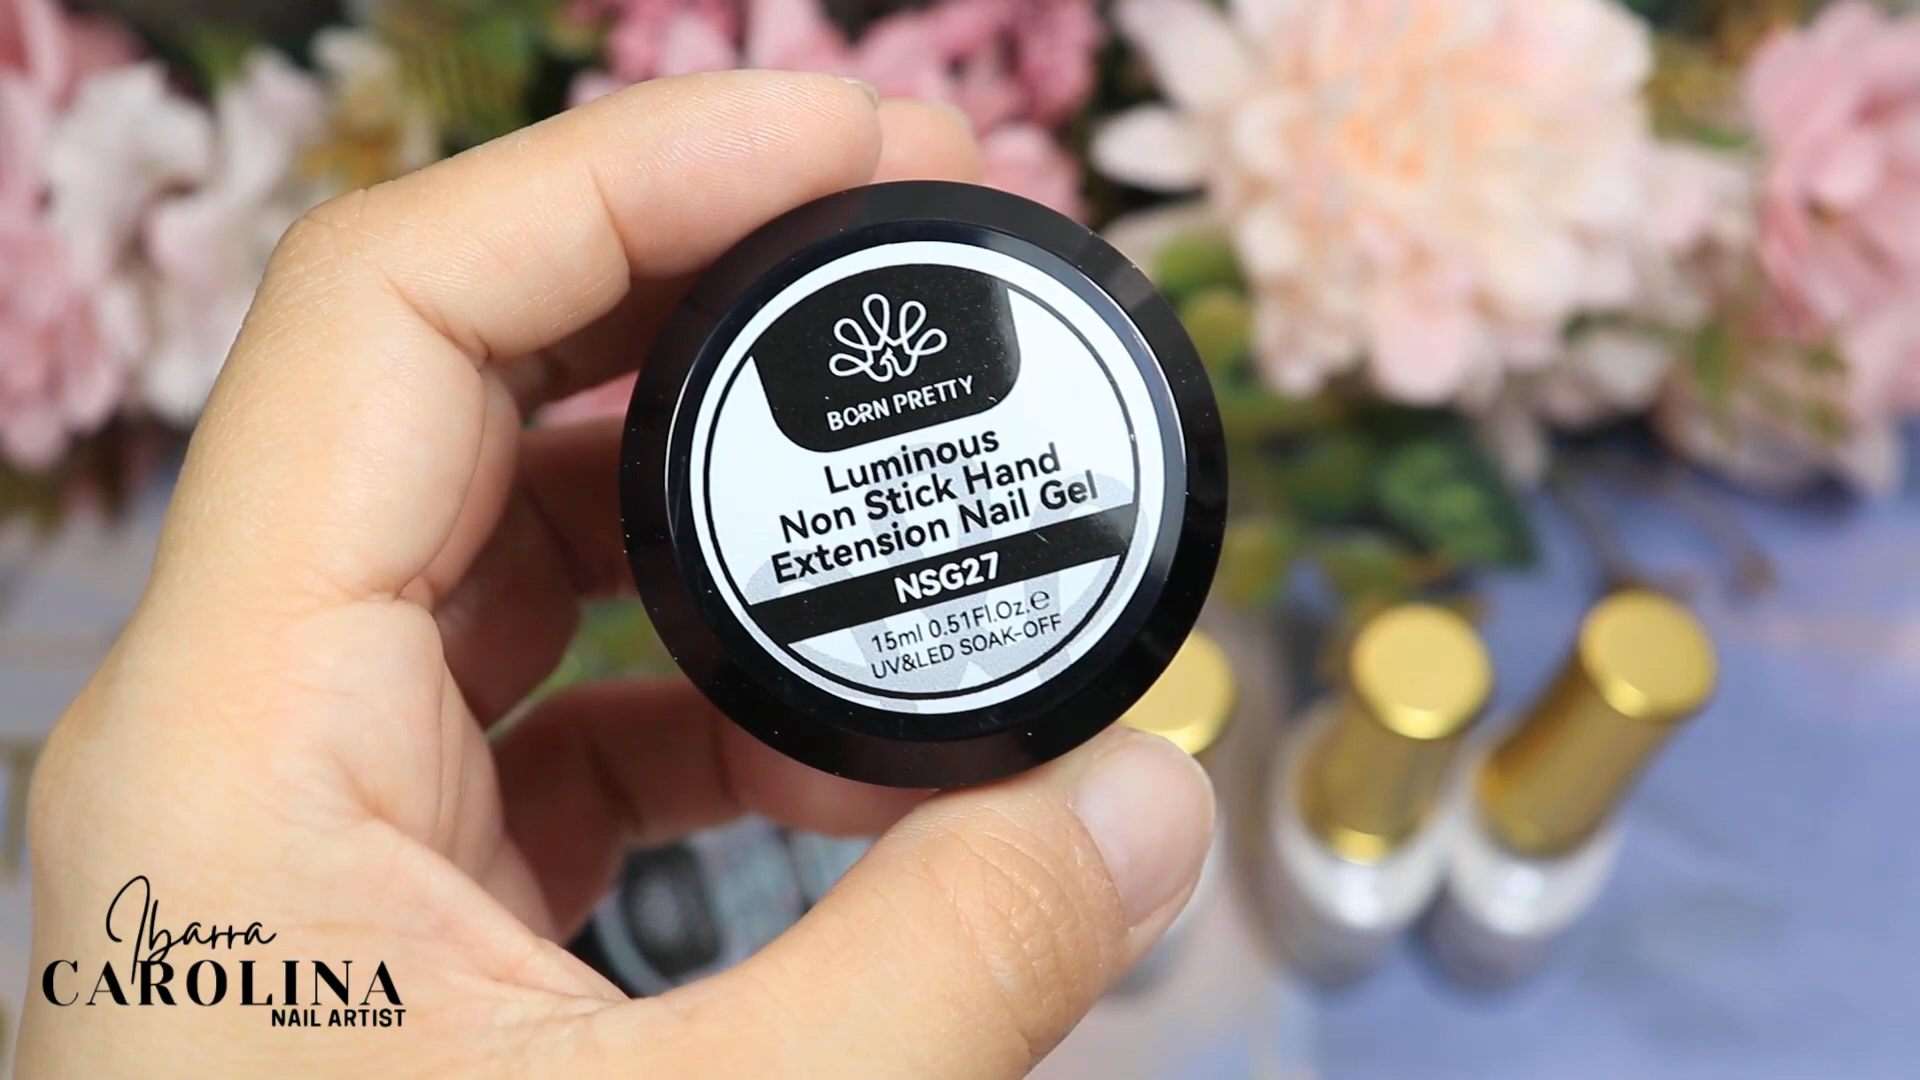 BORN PRETTY
Luminous
Non Stick Hand
Extension Nail Gel
NSG27
15ml 0.51Fl.Oz.℮
UV&LED SOAK-OFF
Ibarra
CAROLINA
NAIL ARTIST